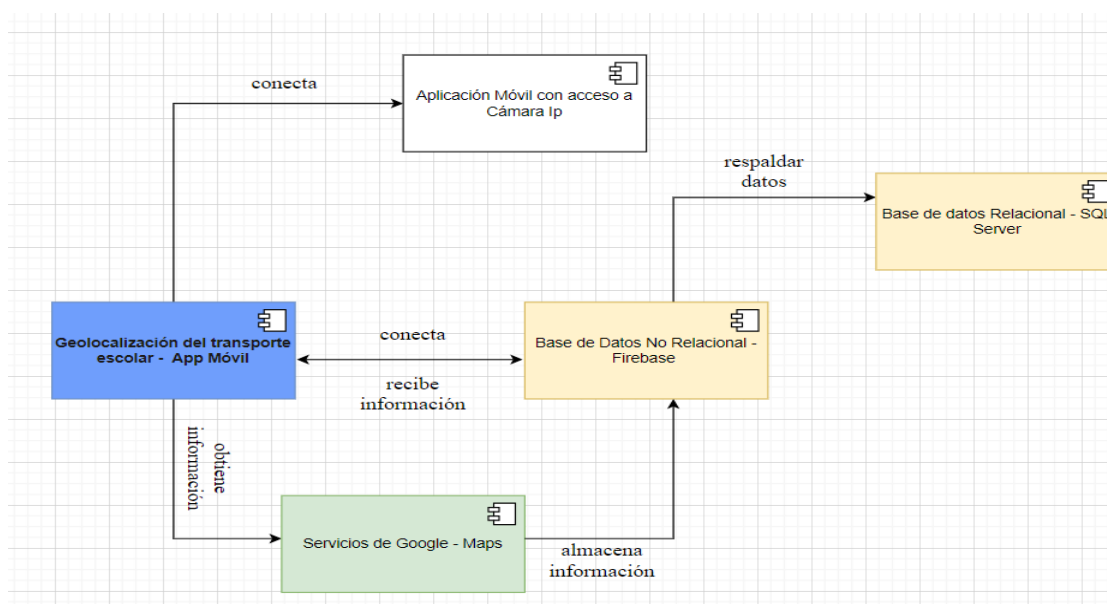 conecta
Aplicación Móvil con acceso a
Cámara Ip
respaldar
datos
Base de datos Relacional - SQL
Server
Geolocalización del transporte
escolar - App Móvil
conecta
recibe
información
Base de Datos No Relacional -
Firebase
obtiene
información
Servicios de Google - Maps
almacena
información